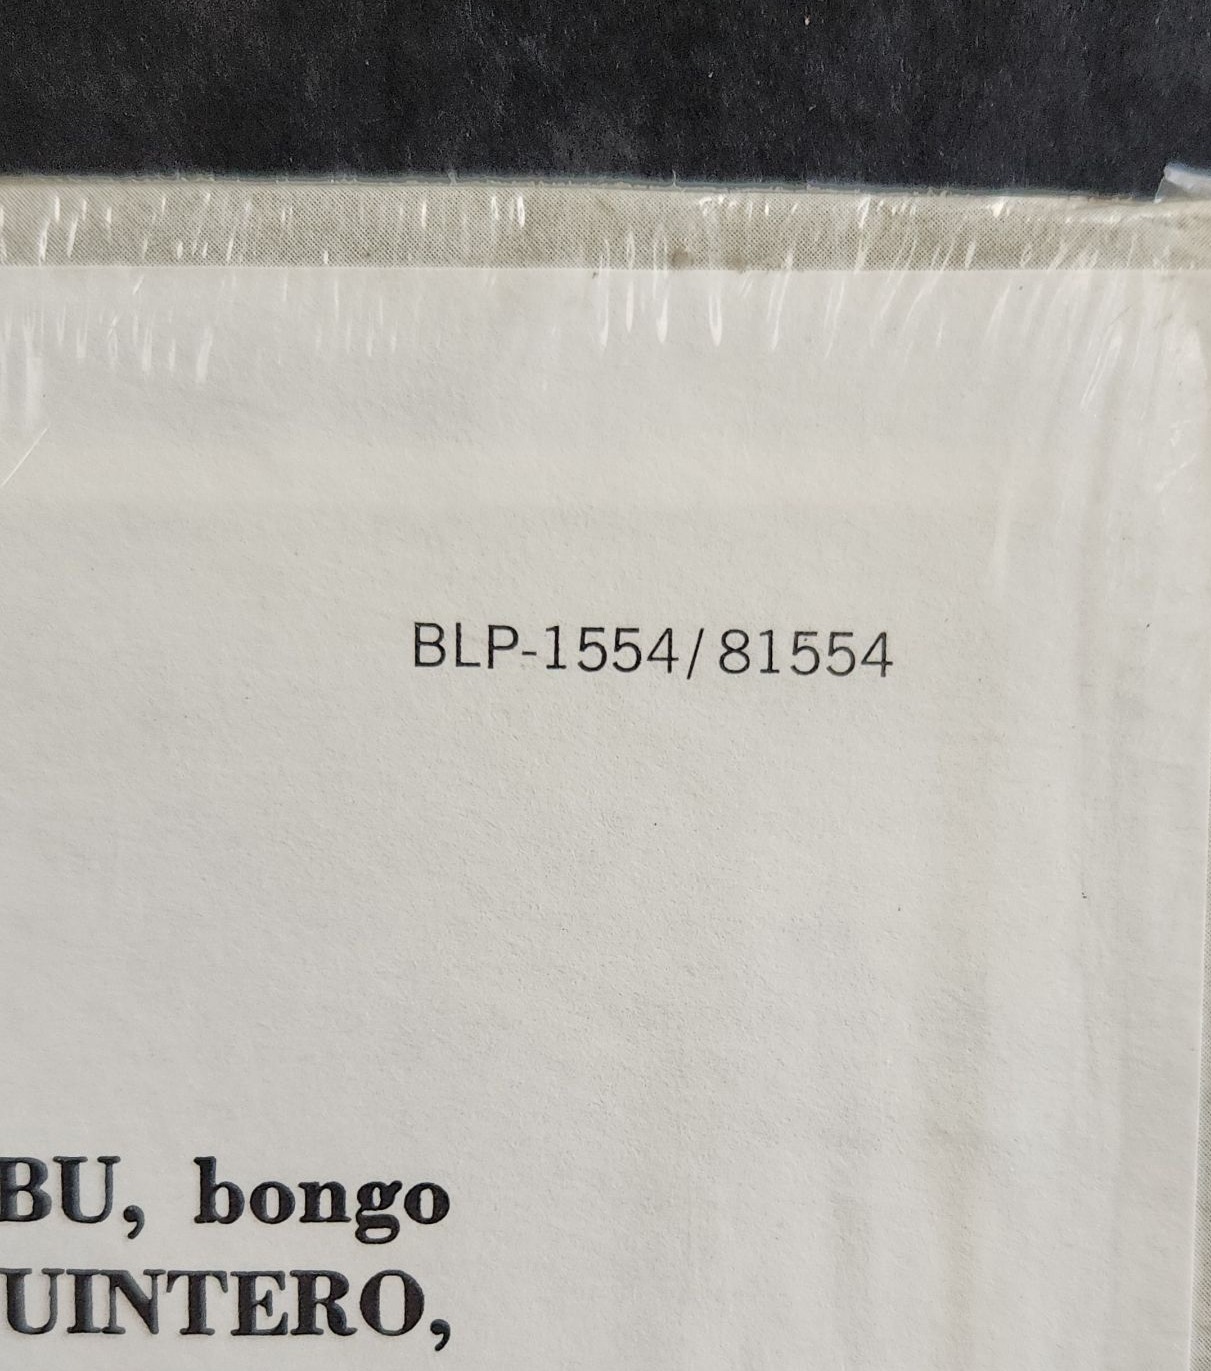 BLP-1554/81554
BU, bongo
UINTERO,